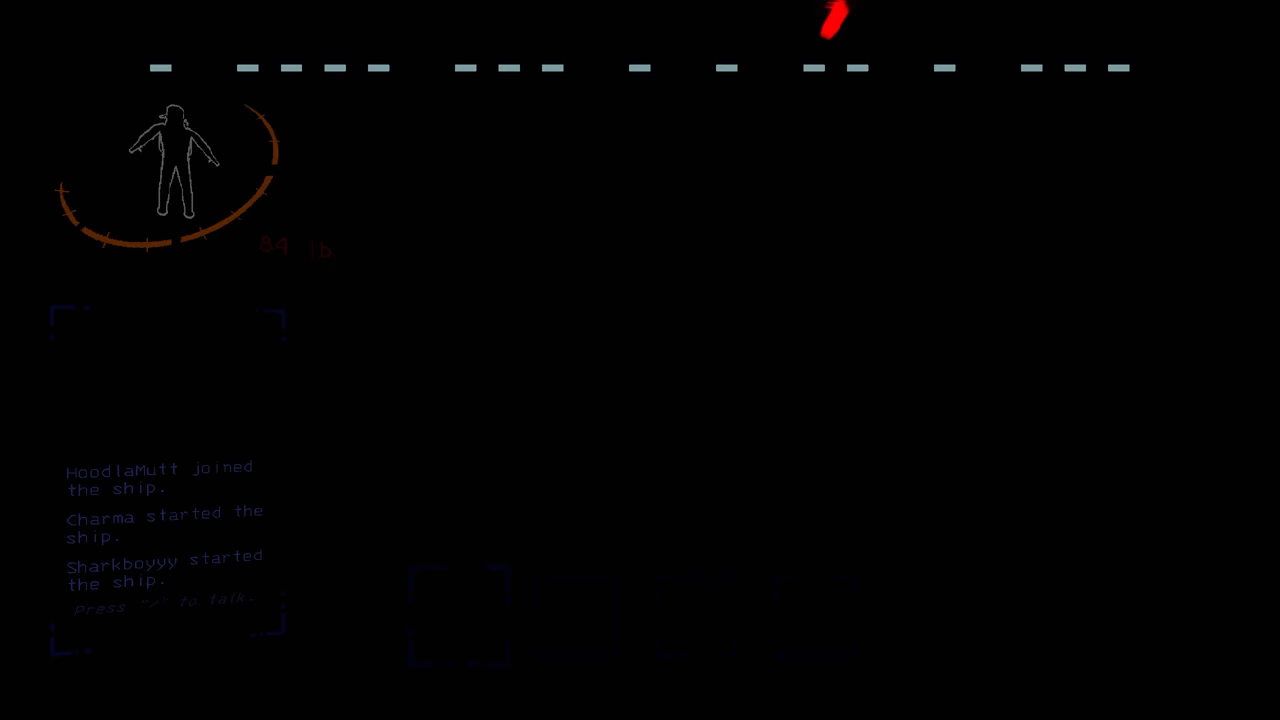 84 lb
HoodlaMutt joined
the ship.
Charma started the
ship.
Sharkboyyy started
the ship.
Press "/" to talk.